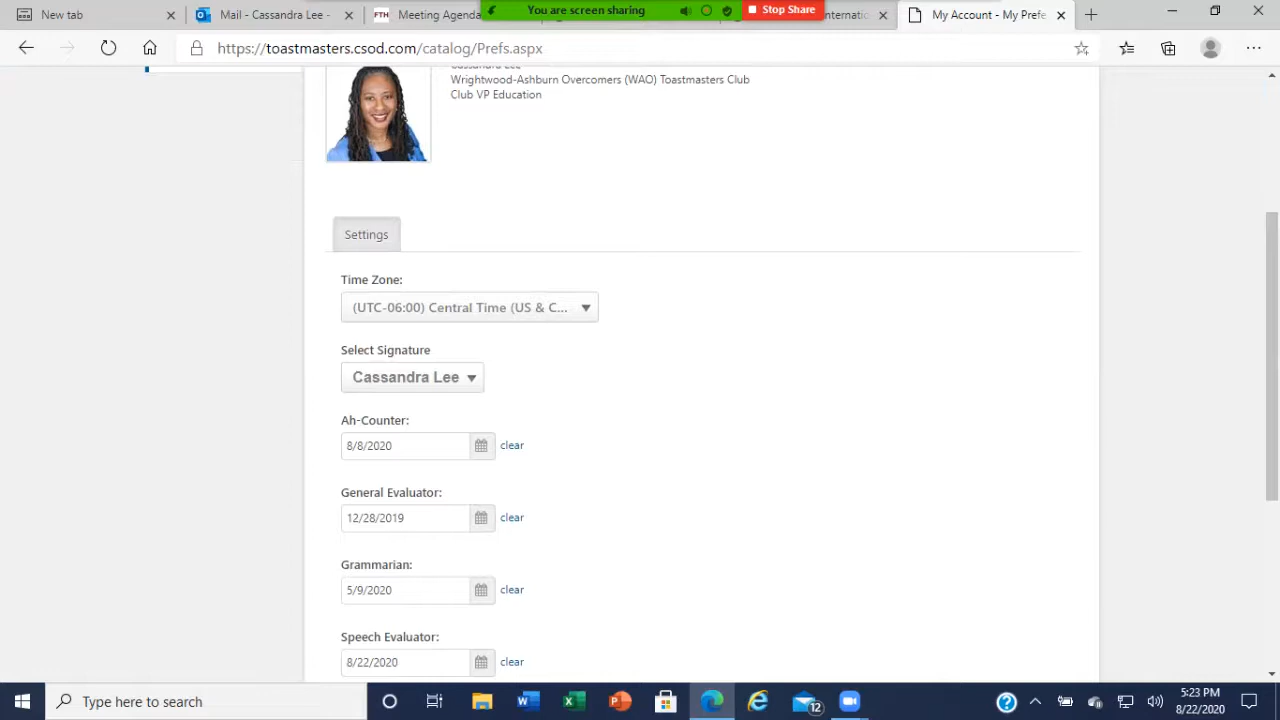 New tab
Mail - Cassandra Lee -
FTH
Meeting Agenda
You are screen sharing
Stop Share
My Account - My Prefe
https://toastmasters.csod.com/catalog/Prefs.aspx
Cassandra Lee
Wrightwood-Ashburn Overcomers (WAO) Toastmasters Club
Club VP Education
Settings
Time Zone:
(UTC-06:00) Central Time (US & C...
Select Signature
Cassandra Lee
Ah-Counter:
8/8/2020
clear
General Evaluator:
12/28/2019
clear
Grammarian:
5/9/2020
clear
Speech Evaluator:
8/22/2020
clear
Type here to search
12
5:23 PM
8/22/2020